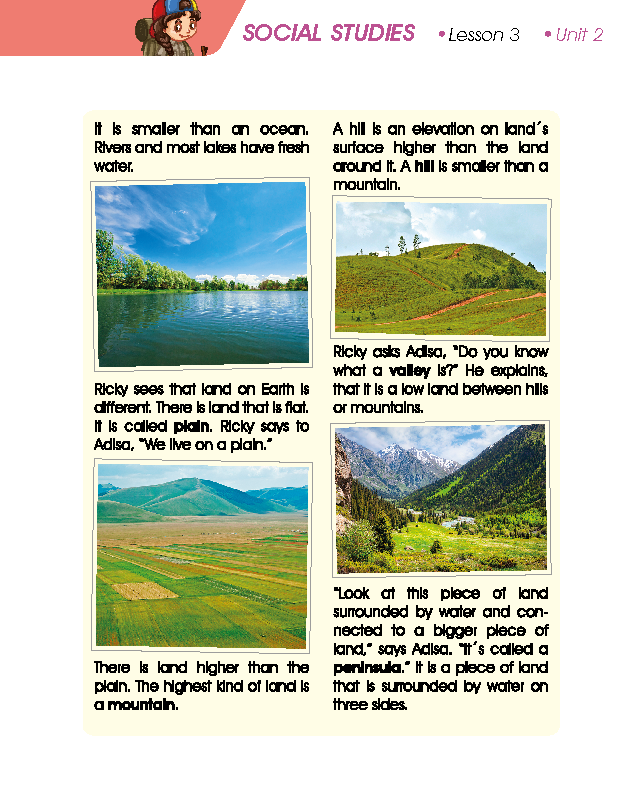 SOCIAL STUDIES • Lesson 3 • Unit 2
It is smaller than an ocean.
Rivers and most lakes have fresh
water.
Ricky sees that land on Earth is
different. There is land that is flat.
It is called plain. Ricky says to
Adisa, “We live on a plain.”
There is land higher than the
plain. The highest kind of land is
a mountain.
A hill is an elevation on land´s
surface higher than the land
around it. A hill is smaller than a
mountain.
Ricky asks Adisa, “Do you know
what a valley is?” He explains,
that it is a low land between hills
or mountains.
“Look at this piece of land
surrounded by water and con-
nected to a bigger piece of
land,” says Adisa. “It´s called a
peninsula.” It is a piece of land
that is surrounded by water on
three sides.